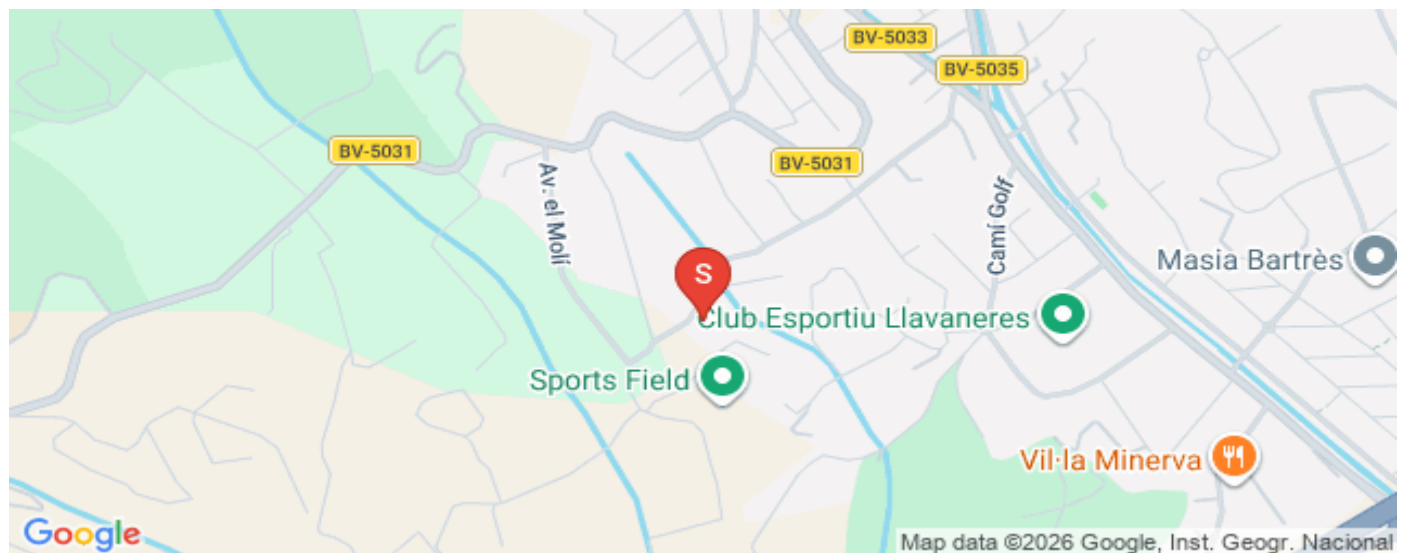 BV-5033
BV-5035
BV-5031
BV-5031
Av. el Molí
Camí Golf
Masia Bartrès
S
Club Esportiu Llavaneres
Sports Field
Vil·la Minerva
Google
Map data ©2026 Google, Inst. Geogr. Nacional